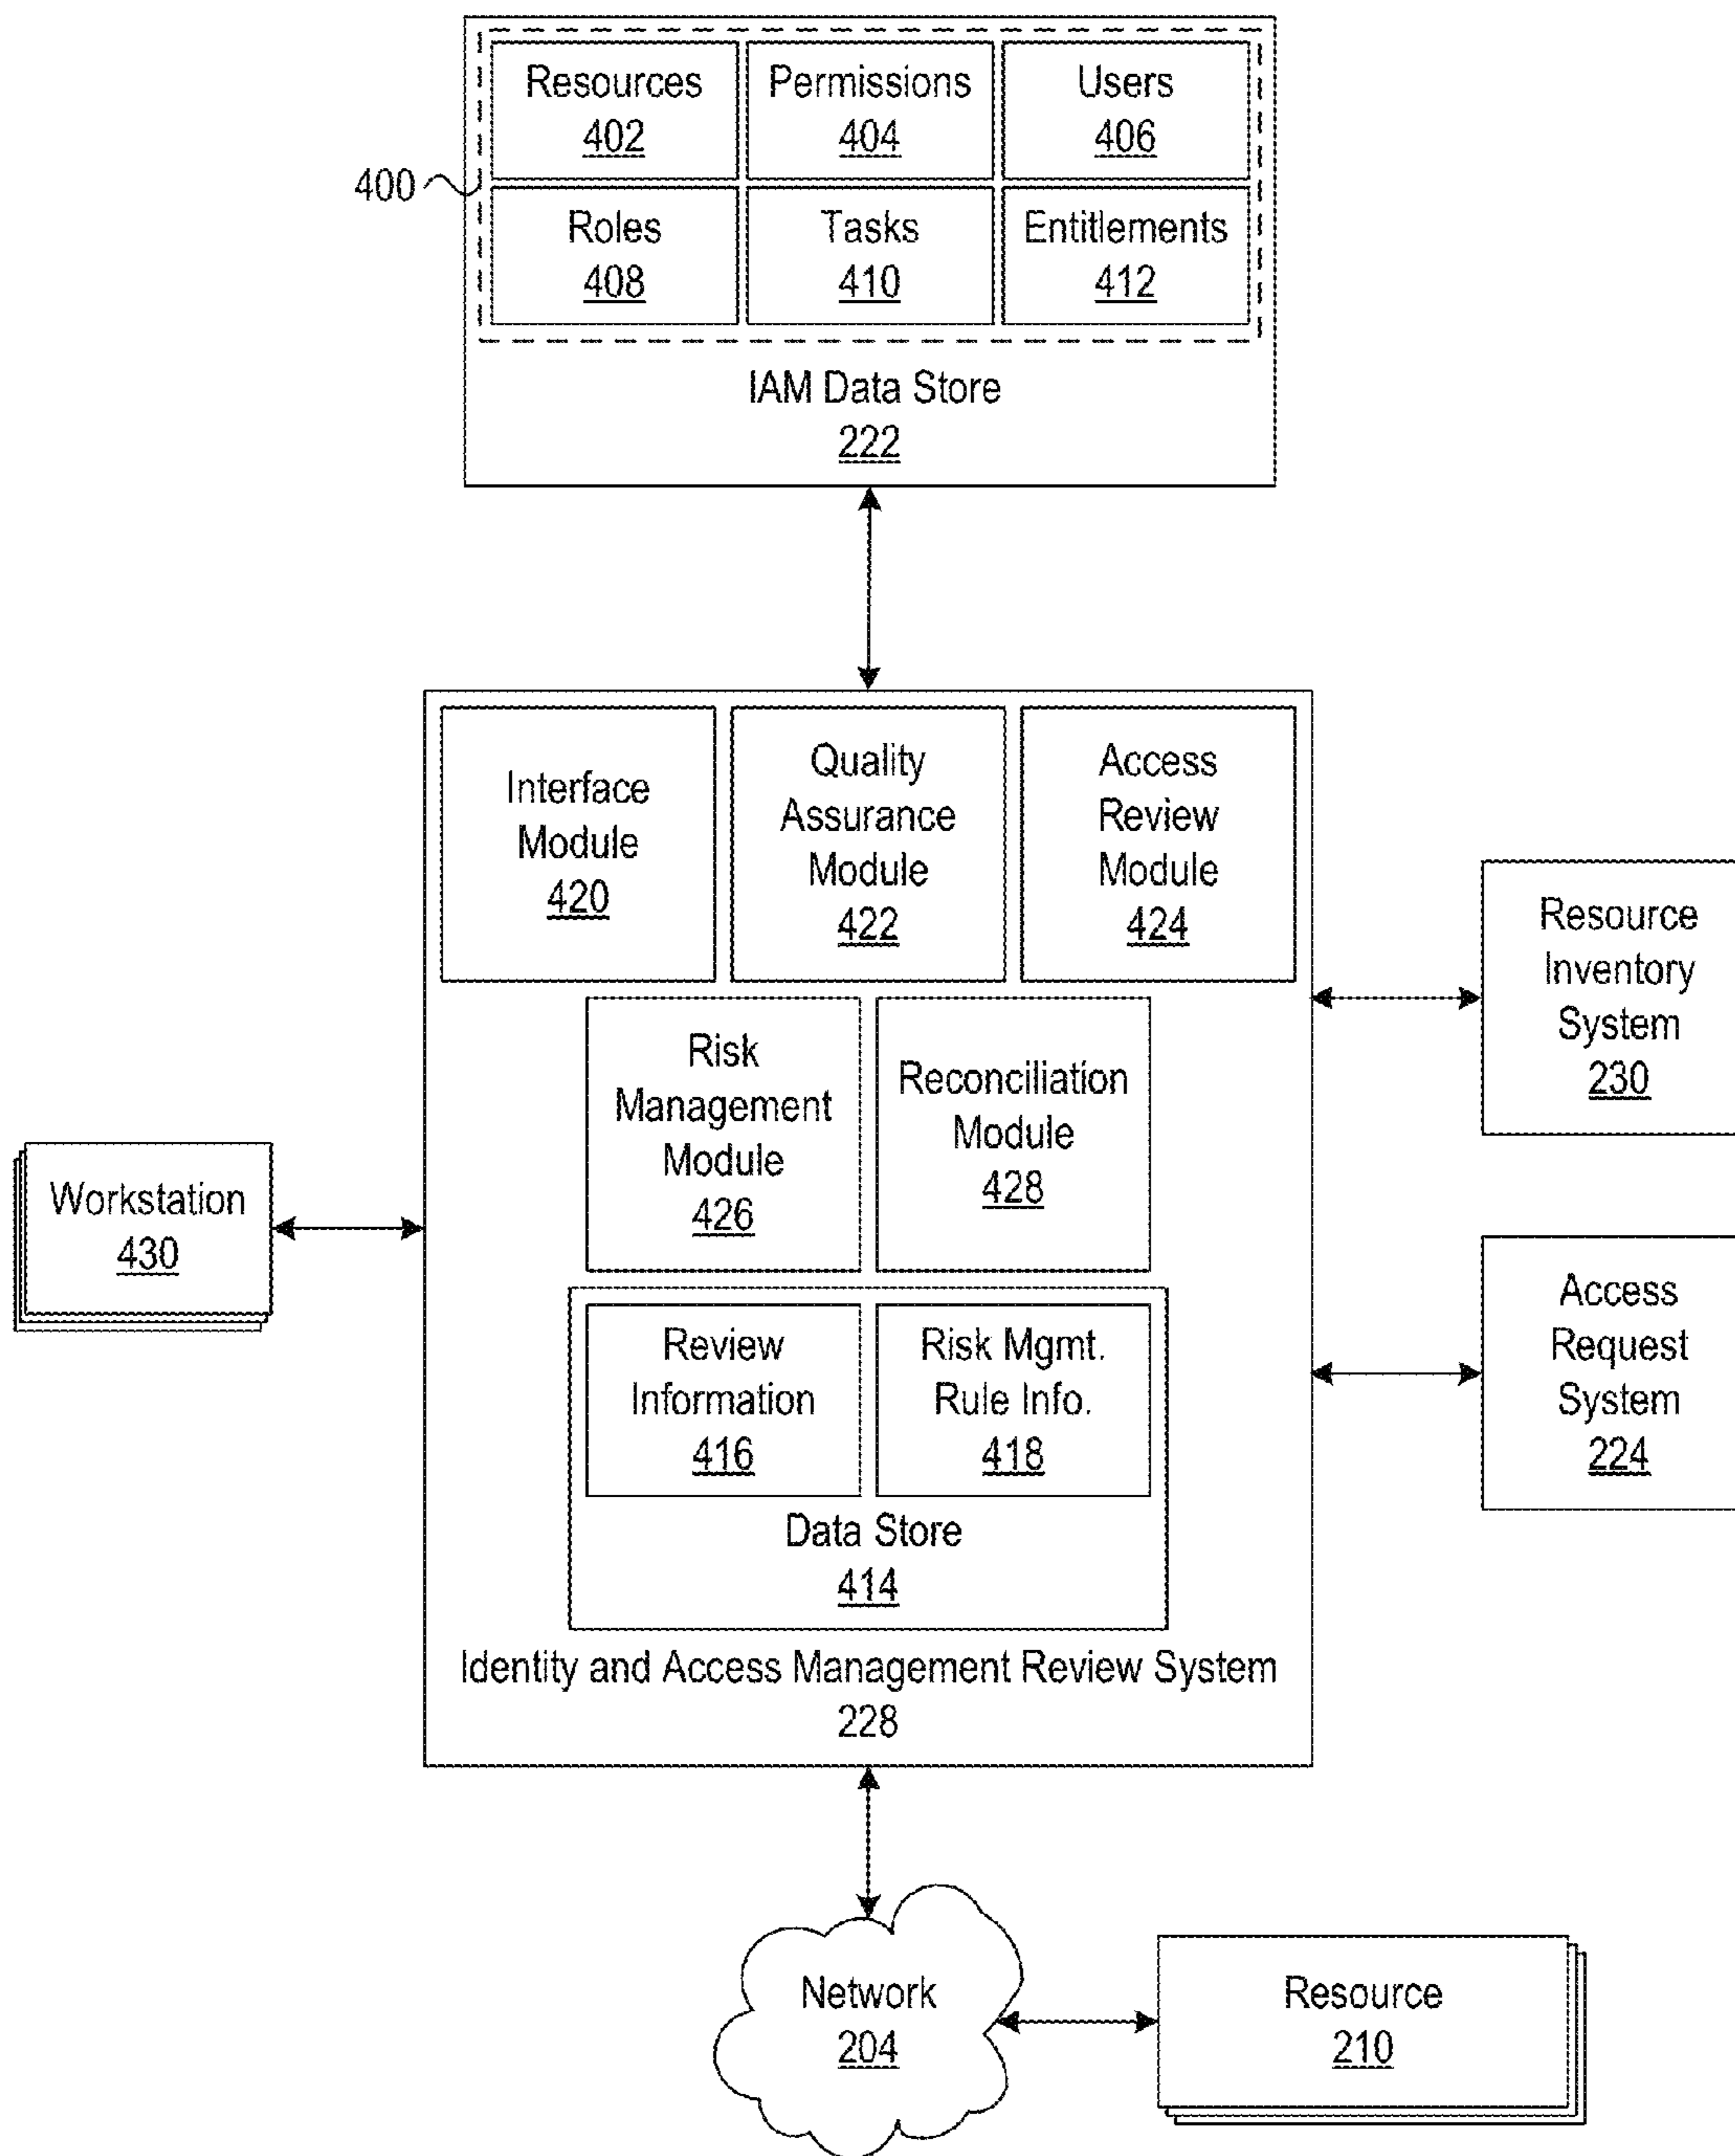 Resources
402
Permissions
404
Users
406
400
Roles
408
Tasks
410
Entitlements
412
IAM Data Store
222
Interface
Module
420
Quality
Assurance
Module
422
Access
Review
Module
424
Resource
Inventory
System
230
Risk
Management
Module
426
Reconciliation
Module
428
Workstation
430
Access
Request
System
224
Review
Information
416
Risk Mgmt.
Rule Info.
418
Data Store
414
Identity and Access Management Review System
228
Network
204
Resource
210